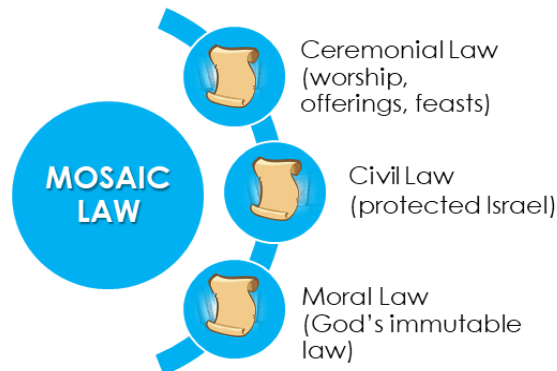 MOSAIC
LAW
Ceremonial Law
(worship,
offerings, feasts)
Civil Law
(protected Israel)
Moral Law
(God's immutable
law)